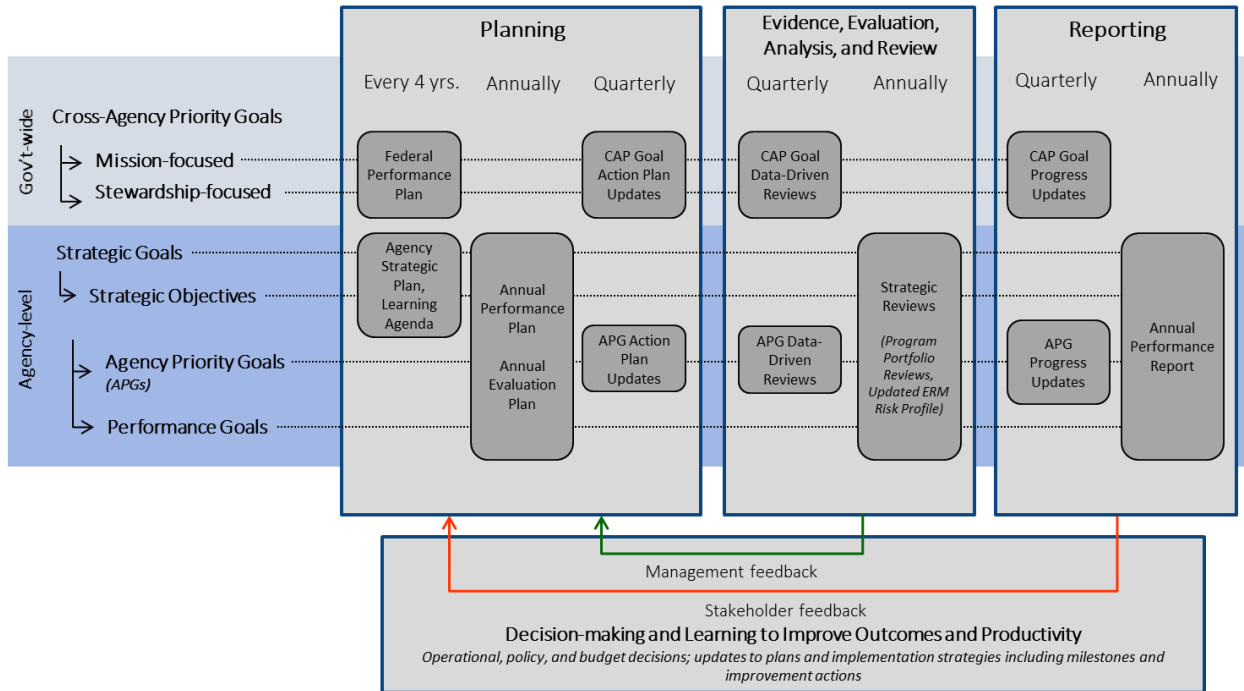 Planning
Evidence, Evaluation,
Analysis, and Review
Reporting
Every 4 yrs.
Annually
Quarterly
Quarterly
Annually
Quarterly
Annually
Gov't-wide
Cross-Agency Priority Goals
Mission-focused
Stewardship-focused
Federal
Performance
Plan
CAP Goal
Action Plan
Updates
CAP Goal
Data-Driven
Reviews
CAP Goal
Progress
Updates
Agency-level
Strategic Goals
Strategic Objectives
Agency Priority Goals
(APGs)
Performance Goals
Agency
Strategic
Plan,
Learning
Agenda
Annual
Performance
Plan
Annual
Evaluation
Plan
APG Action
Plan
Updates
APG Data-
Driven
Reviews
Strategic
Reviews
(Program
Portfolio
Reviews,
Updated ERM
Risk Profile)
APG
Progress
Updates
Annual
Performance
Report
Management feedback
Stakeholder feedback
Decision-making and Learning to Improve Outcomes and Productivity
Operational, policy, and budget decisions; updates to plans and implementation strategies including milestones and
improvement actions